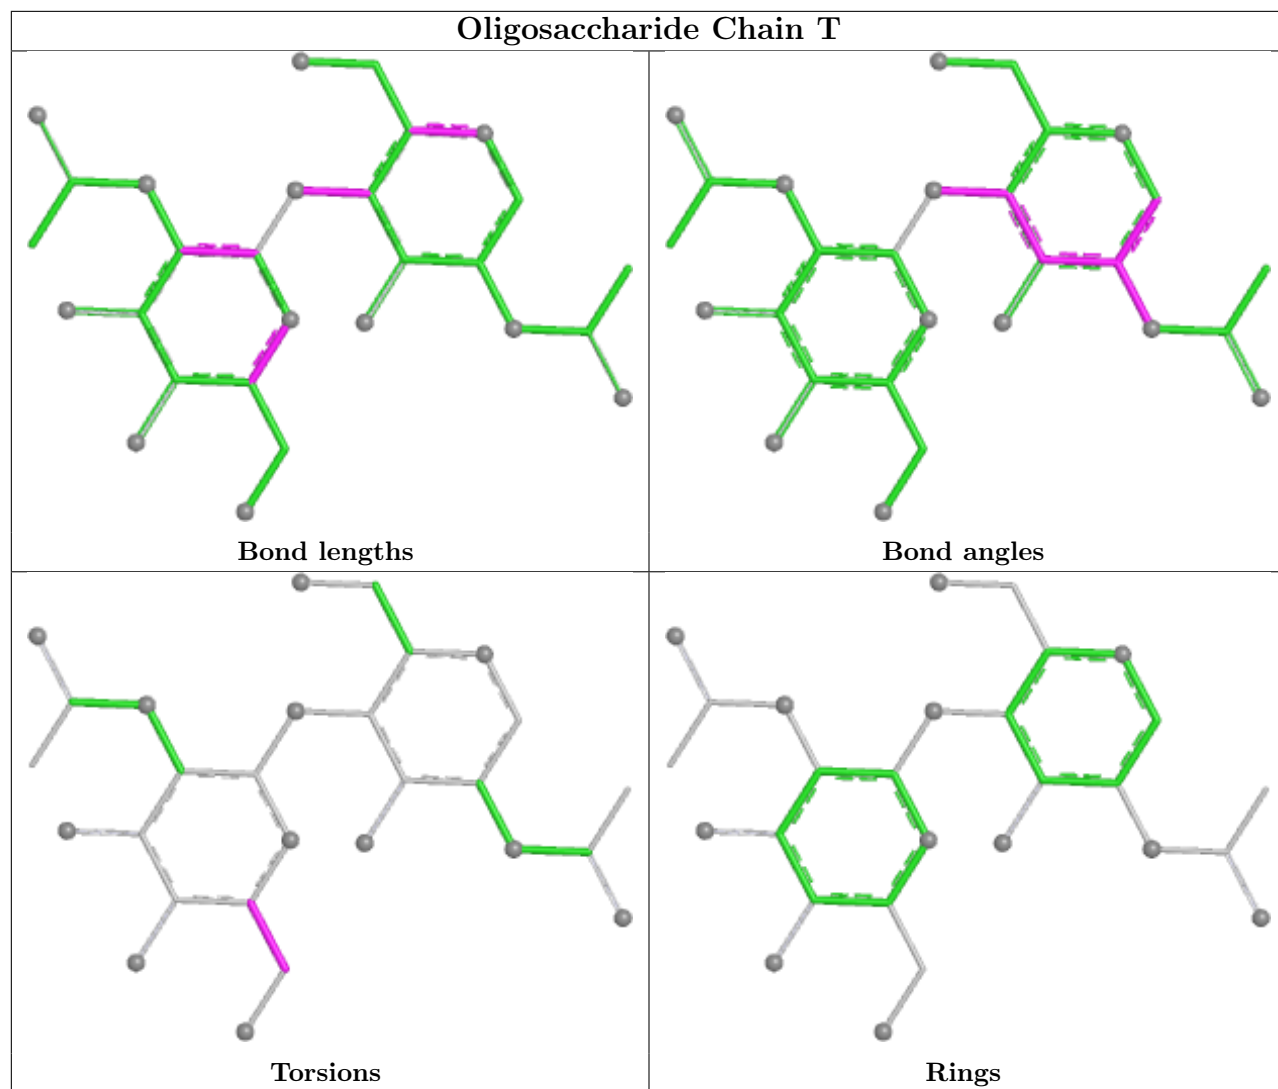 Oligosaccharide Chain T
Bond lengths
Bond angles
Torsions
Rings